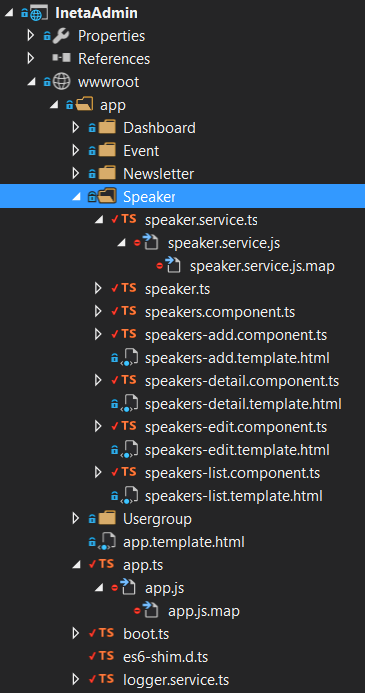 InetaAdmin
Properties
References
wwwroot
app
Dashboard
Event
Newsletter
Speaker
TS speaker.service.ts
speaker.service.js
speaker.service.js.map
TS speaker.ts
TS speakers.component.ts
TS speakers-add.component.ts
speakers-add.template.html
TS speakers-detail.component.ts
speakers-detail.template.html
TS speakers-edit.component.ts
speakers-edit.template.html
TS speakers-list.component.ts
speakers-list.template.html
Usergroup
app.template.html
TS app.ts
app.js
app.js.map
TS boot.ts
TS es6-shim.d.ts
TS logger.service.ts